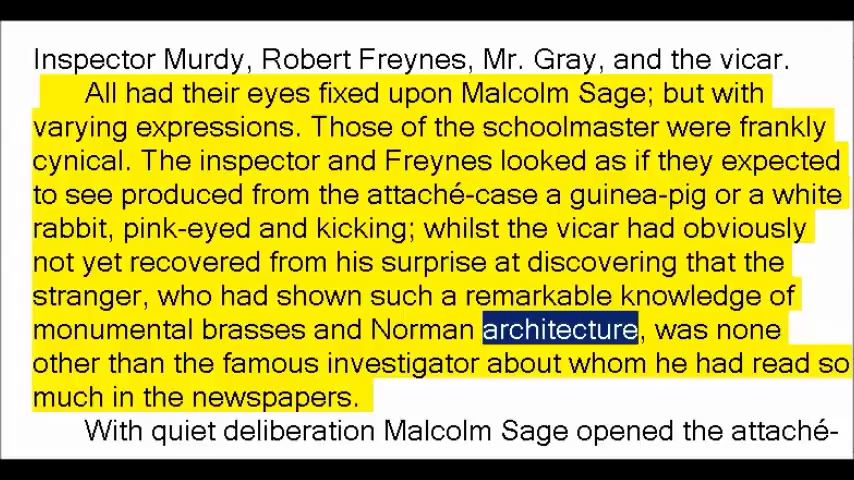 Inspector Murdy, Robert Freynes, Mr. Gray, and the vicar.
All had their eyes fixed upon Malcolm Sage; but with
varying expressions. Those of the schoolmaster were frankly
cynical. The inspector and Freynes looked as if they expected
to see produced from the attaché-case a guinea-pig or a white
rabbit, pink-eyed and kicking; whilst the vicar had obviously
not yet recovered from his surprise at discovering that the
stranger, who had shown such a remarkable knowledge of
monumental brasses and Norman architecture, was none
other than the famous investigator about whom he had read so
much in the newspapers.
With quiet deliberation Malcolm Sage opened the attaché-